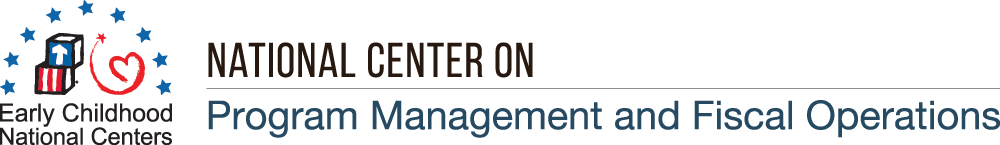 Early Childhood
National Centers
NATIONAL CENTER ON
Program Management and Fiscal Operations